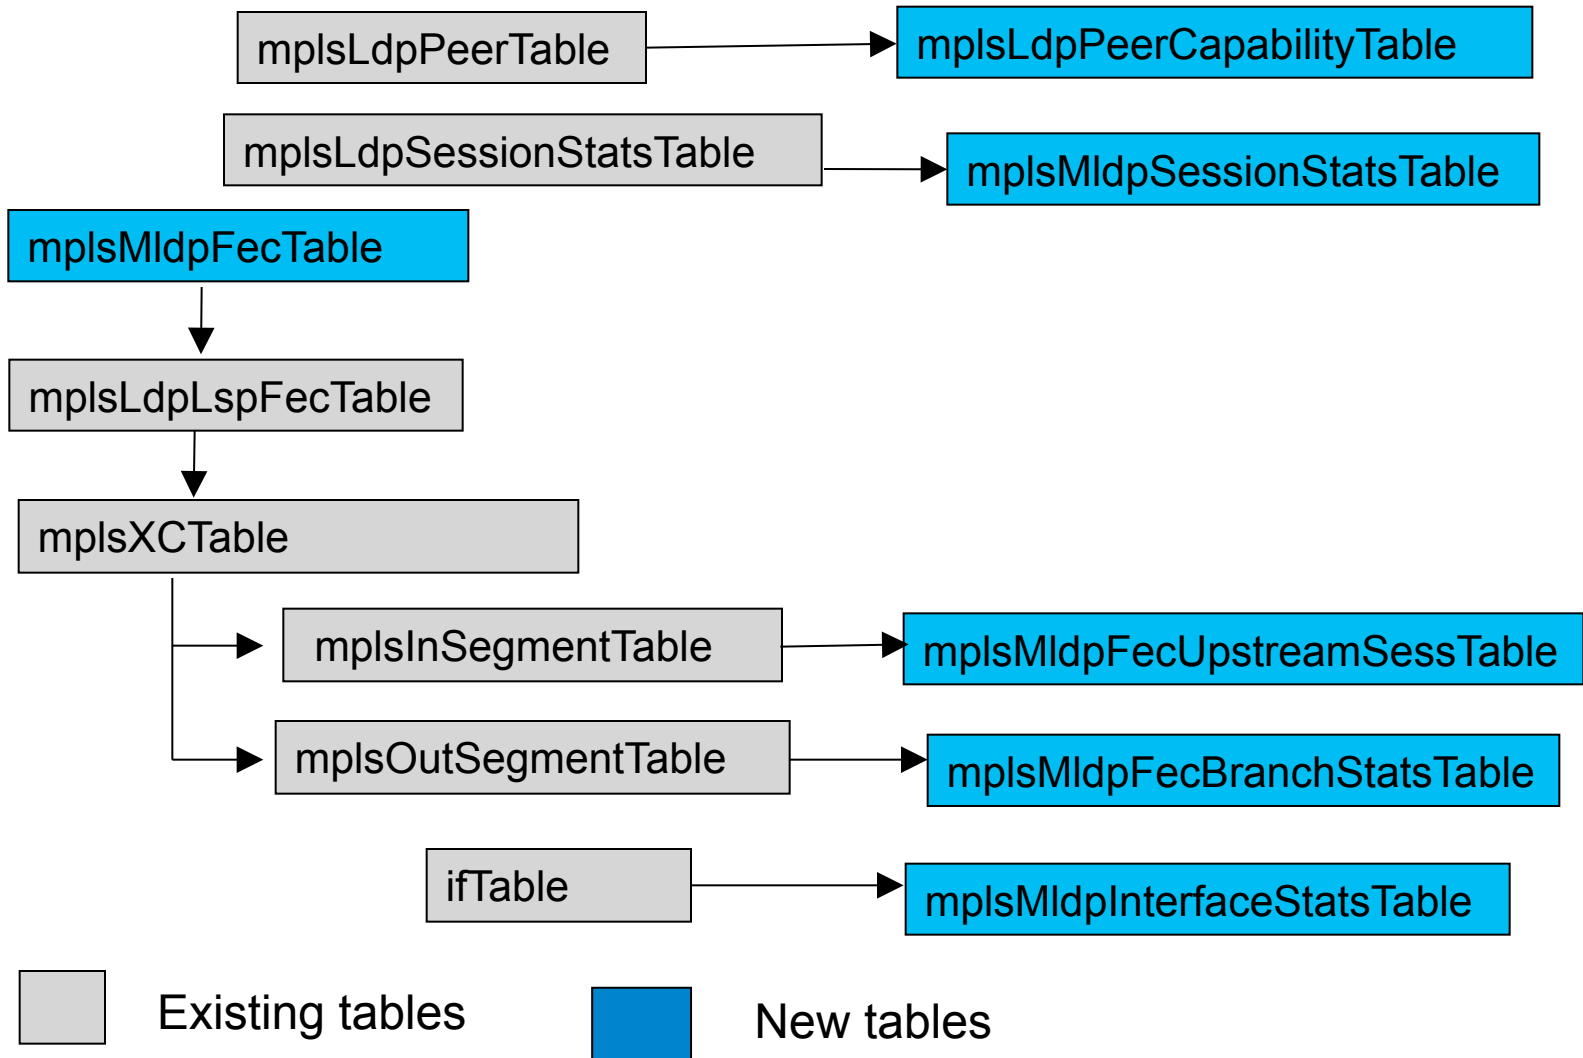 mplsLdpPeerTable
mplsLdpPeerCapabilityTable
mplsLdpSessionStatsTable
mplsMldpSessionStatsTable
mplsMldpFecTable
mplsLdpLspFecTable
mplsXCTable
mplsInSegmentTable
mplsMldpFecUpstreamSessTable
mplsOutSegmentTable
mplsMldpFecBranchStatsTable
ifTable
mplsMldpInterfaceStatsTable
Existing tables
New tables